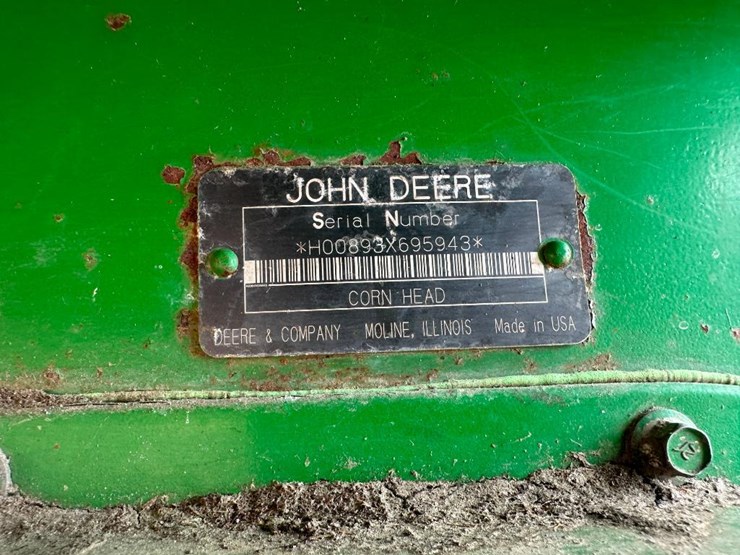 JOHN DEERE
Serial Number
*H00893X695943*
CORN HEAD
DEERE & COMPANY MOLINE, ILLINOIS Made in USA